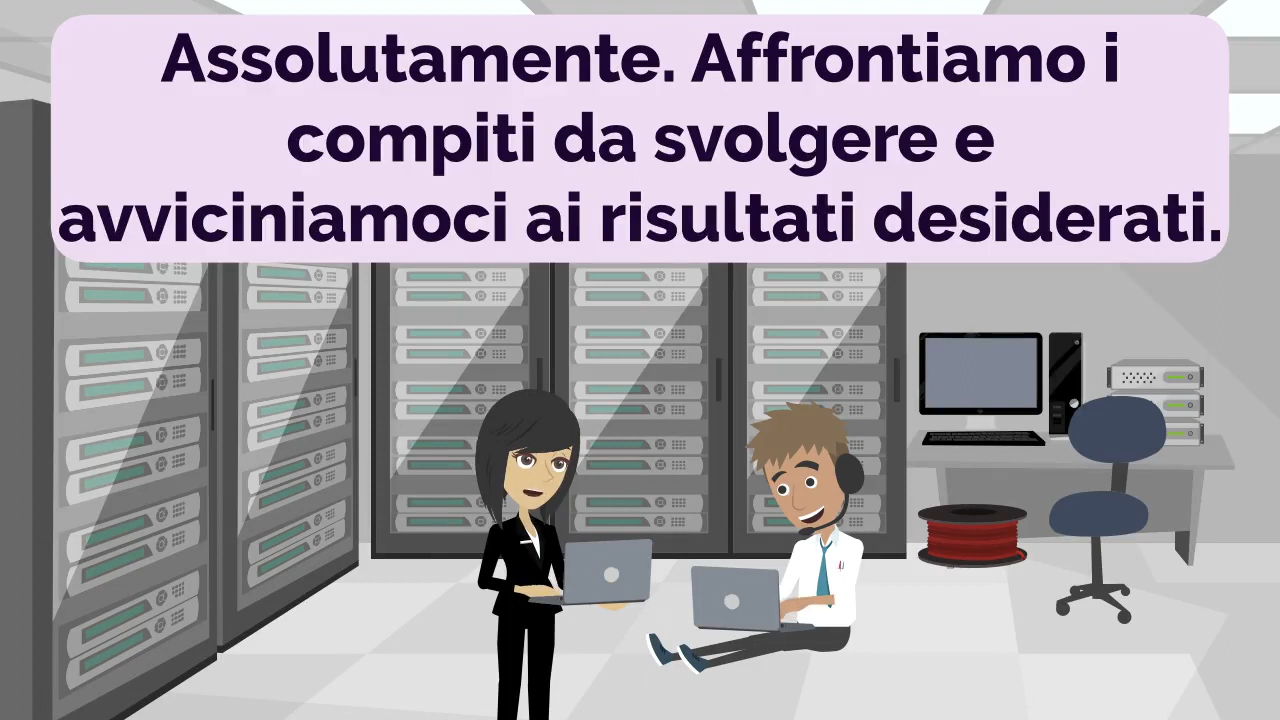 Assolutamente. Affrontiamo i
compiti da svolgere e
avviciniamoci ai risultati desiderati.